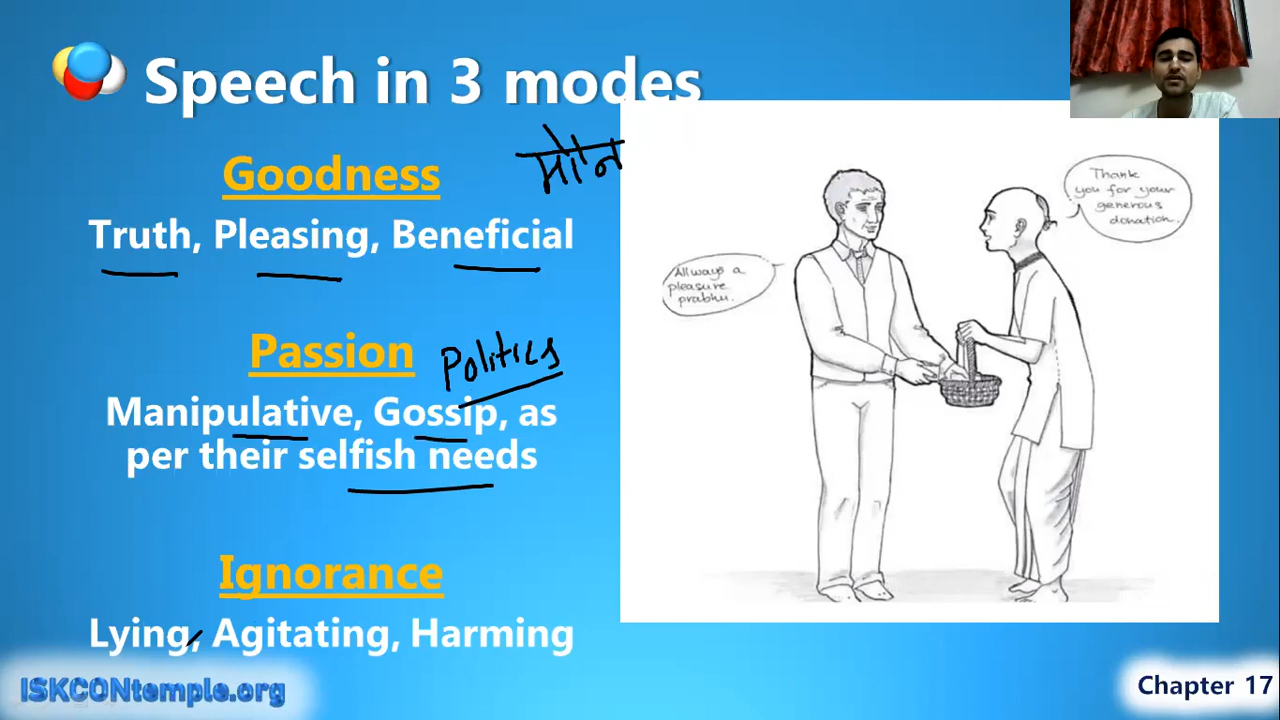 Speech in 3 modes
मौन
Goodness
Truth, Pleasing, Beneficial
Passion
Politics
Manipulative, Gossip, as
per their selfish needs
Ignorance
Lying, Agitating, Harming
ISKCONtemple.org
Allways a
pleasure
prabhu.
Thank
you for your
generous
donation.
Chapter 17